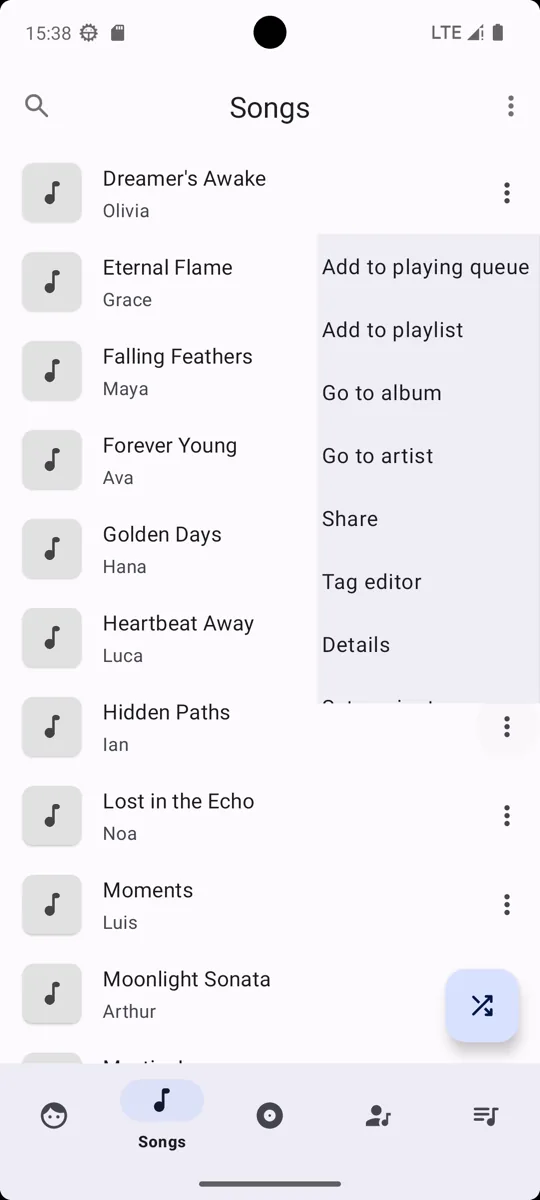 15:38
LTE
Songs
Dreamer's Awake
Olivia
Eternal Flame
Grace
Falling Feathers
Maya
Forever Young
Ava
Golden Days
Hana
Heartbeat Away
Luca
Hidden Paths
Ian
Add to playing queue
Add to playlist
Go to album
Go to artist
Share
Tag editor
Details
Lost in the Echo
Noa
Moments
Luis
Moonlight Sonata
Arthur
Songs